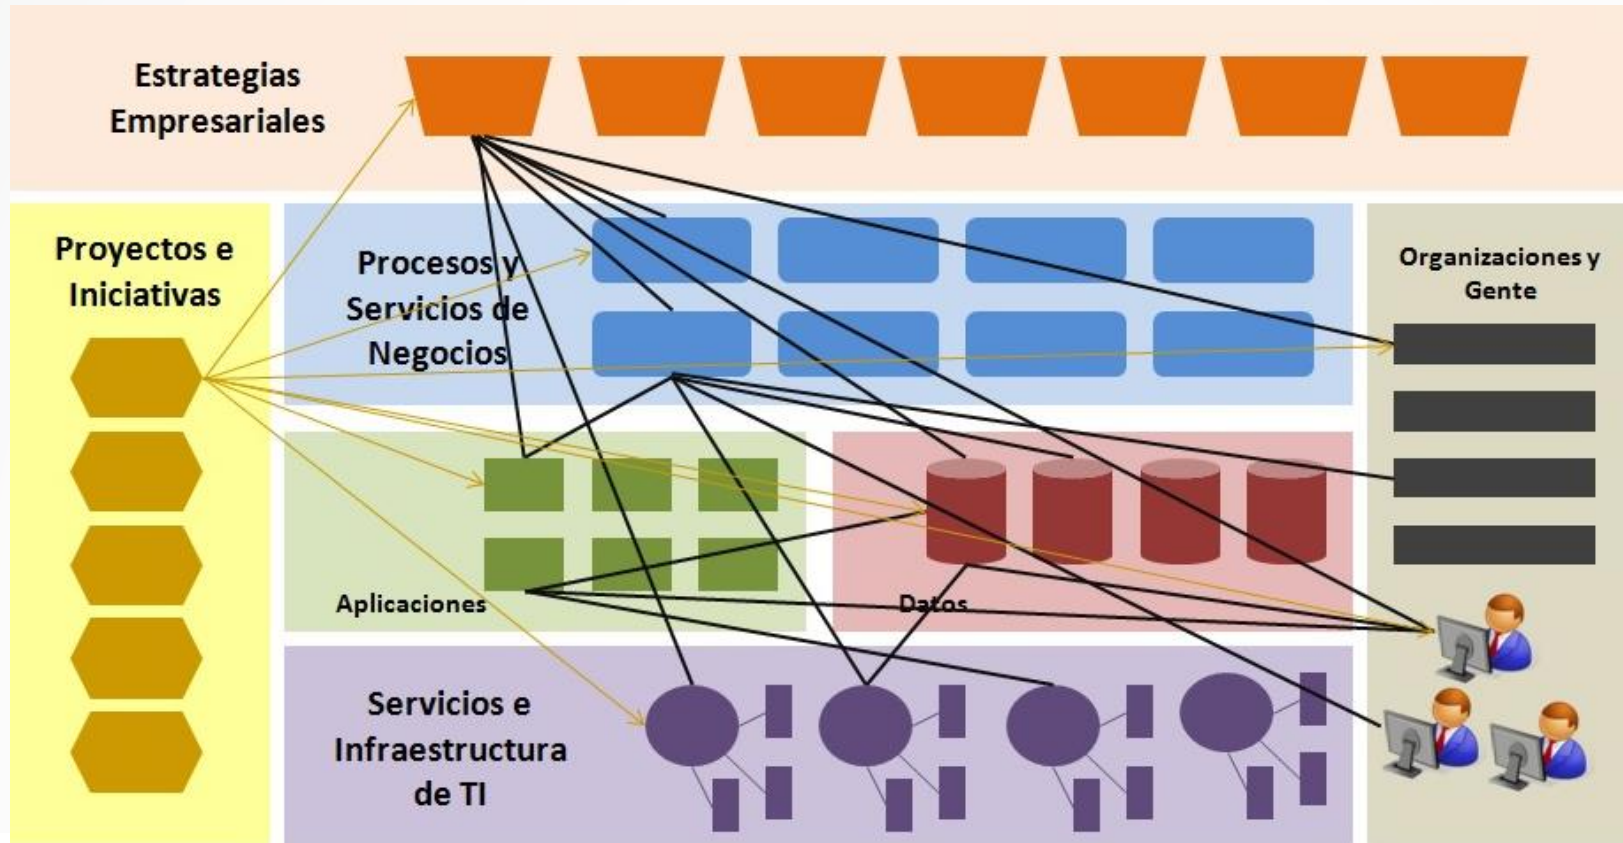 Estrategias
Empresariales
Proyectos e
Iniciativas
Procesos y
Servicios de
Negocios
Organizaciones y
Gente
Aplicaciones
Datos
Servicios e
Infraestructura
de TI